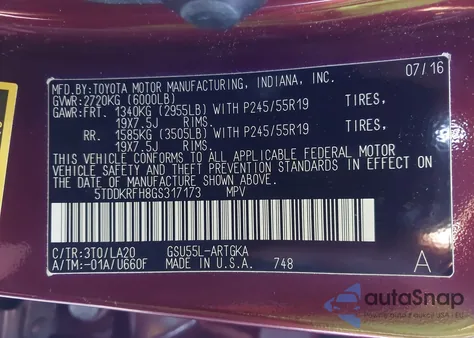 MFD.BY:TOYOTA MOTOR MANUFACTURING, INDIANA, INC. 07/16
GVWR:2720KG (6000LB)
GAWR:FRT. 1340KG (2955LB) WITH P245/55R19 TIRES,
19X7.5J RIMS.
RR. 1585KG (3505LB) WITH P245/55R19 TIRES,
19X7.5J RIMS.
THIS VEHICLE CONFORMS TO ALL APPLICABLE FEDERAL MOTOR
VEHICLE SAFETY AND THEFT PREVENTION STANDARDS IN EFFECT ON
THE DATE OF MANUFACTURE SHOWN ABOVE.
5TDDKRFH8GS317173 MPV
C/TR:3T0/LA20 GSU55L-ARTGKA
A/TM:-01A/U660F MADE IN U.S.A. 748 A
autoSnap